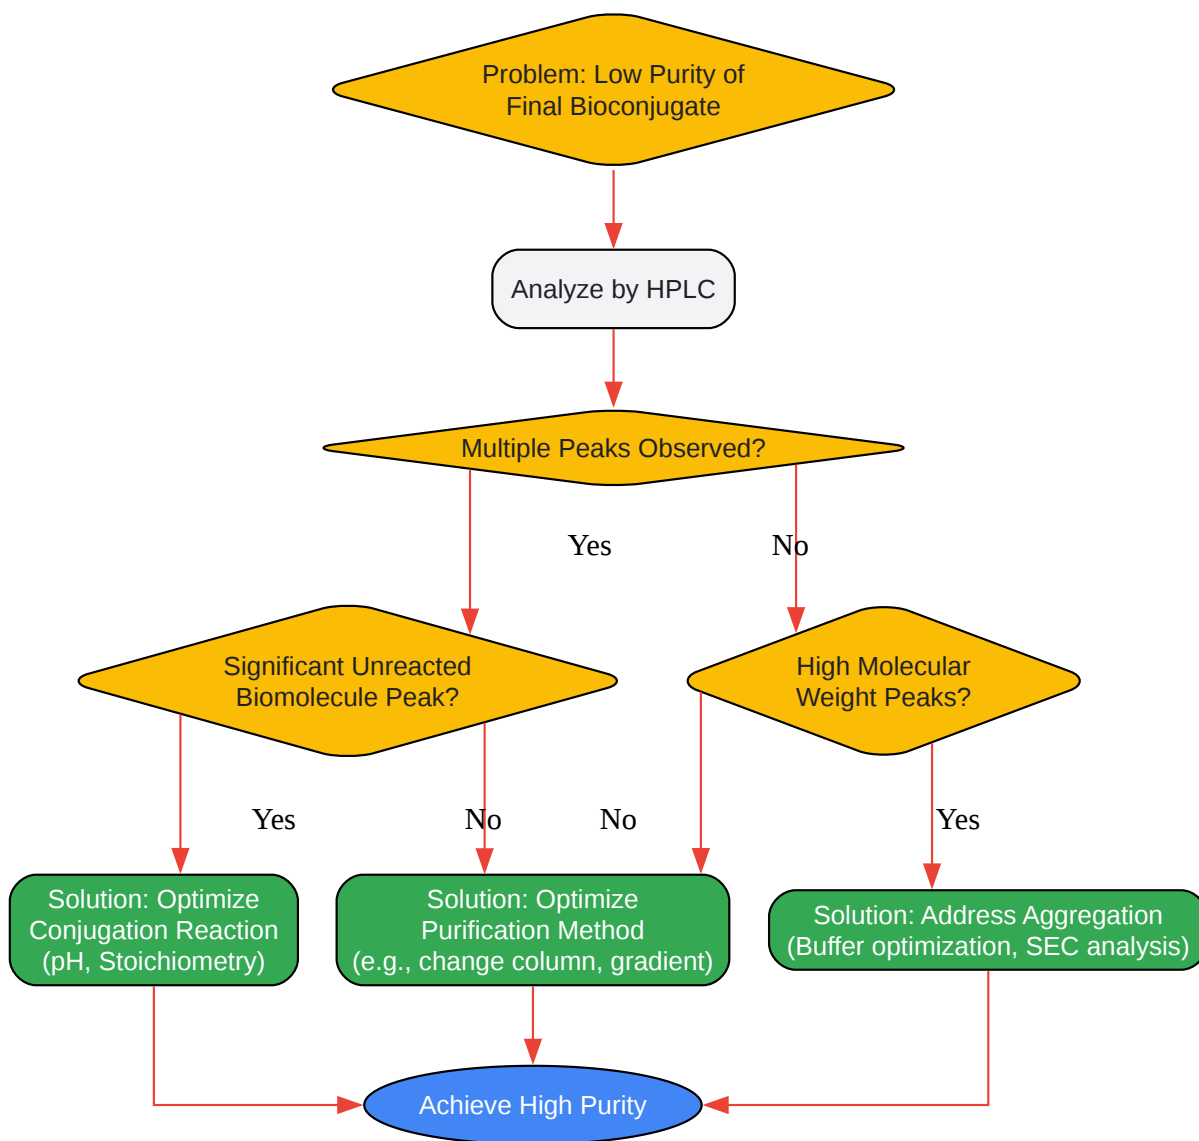 Problem: Low Purity of
Final Bioconjugate
Analyze by HPLC
Multiple Peaks Observed?
Yes
No
Significant Unreacted
Biomolecule Peak?
High Molecular
Weight Peaks?
Yes
No
No
Yes
Solution: Optimize
Conjugation Reaction
(pH, Stoichiometry)
Solution: Optimize
Purification Method
(e.g., change column, gradient)
Solution: Address Aggregation
(Buffer optimization, SEC analysis)
Achieve High Purity